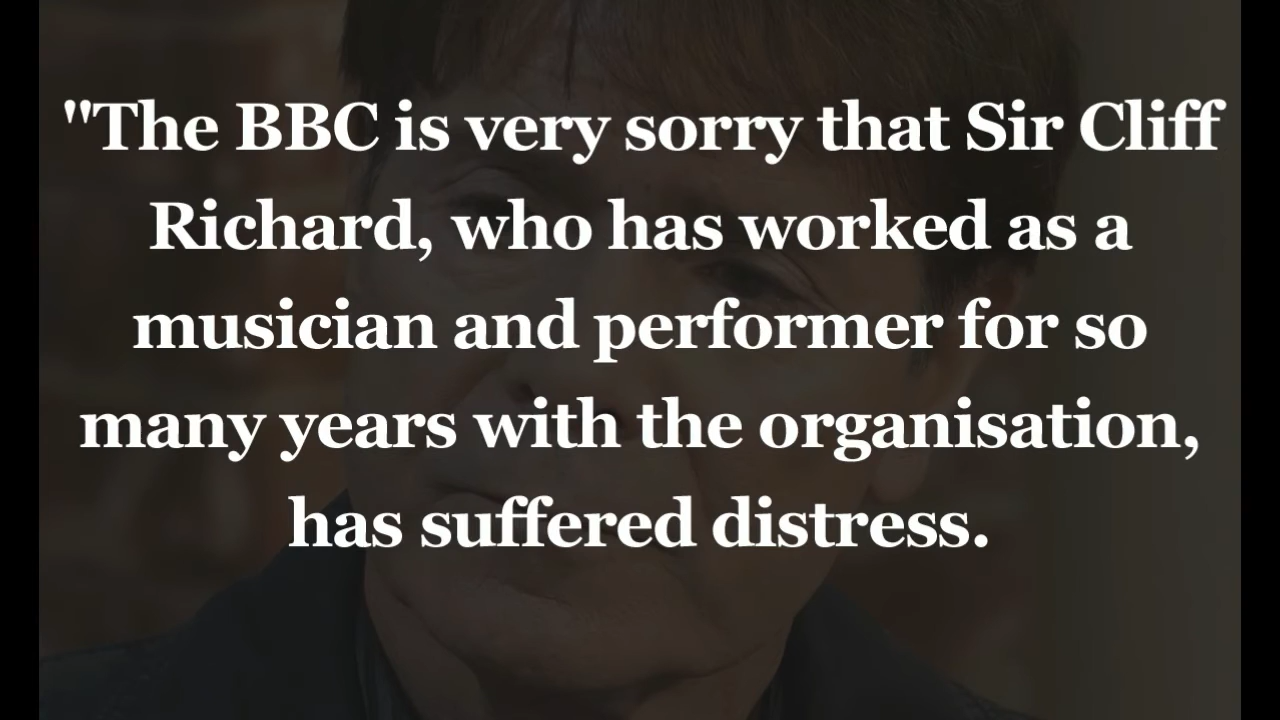 "The BBC is very sorry that Sir Cliff
Richard, who has worked as a
musician and performer for so
many years with the organisation,
has suffered distress.